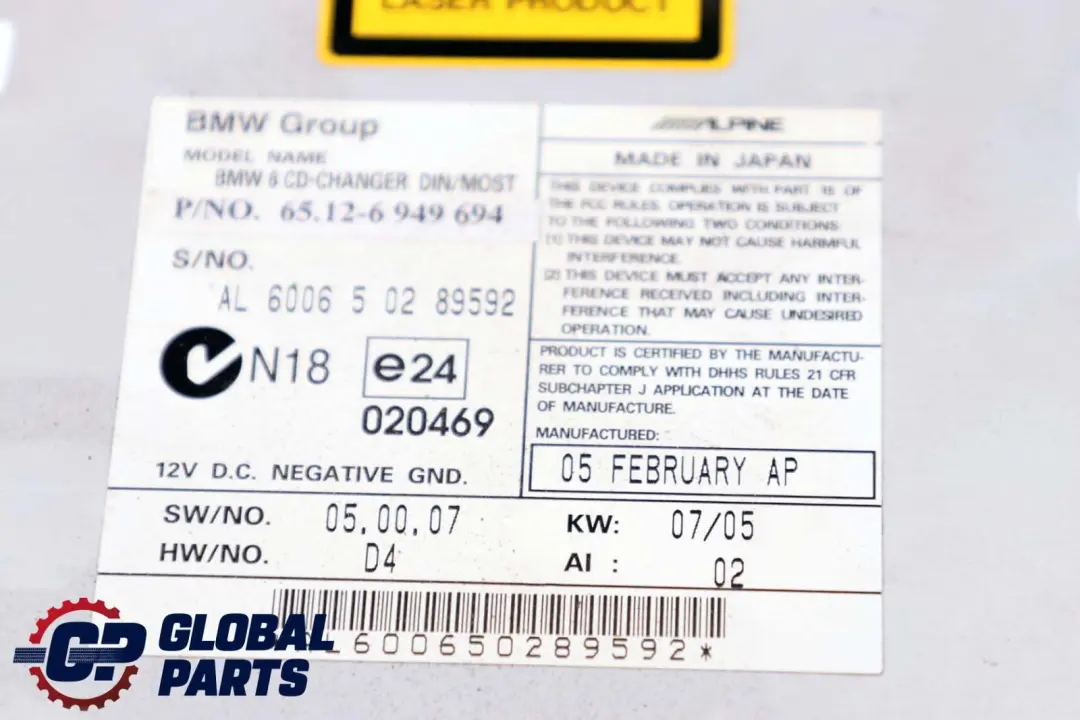 LASER PRODUCT
BMW Group
MODEL NAME
BMW 6 CD-CHANGER DIN/MOST
P/NO. 65.12-6 949 694
S/NO.
AL 6006 5 02 89592
N18
e24
020469
12V D.C. NEGATIVE GND.
ALPINE
MADE IN JAPAN
THIS DEVICE COMPLIES WITH PART 15 OF
THE FCC RULES. OPERATION IS SUBJECT
TO THE FOLLOWING TWO CONDITIONS:
(1) THIS DEVICE MAY NOT CAUSE HARMFUL
INTERFERENCE.
(2) THIS DEVICE MUST ACCEPT ANY INTER-
FERENCE RECEIVED INCLUDING INTER-
FERENCE THAT MAY CAUSE UNDESIRED
OPERATION.
PRODUCT IS CERTIFIED BY THE MANUFACTU-
RER TO COMPLY WITH DHHS RULES 21 CFR
SUBCHAPTER J APPLICATION AT THE DATE
OF MANUFACTURE.
MANUFACTURED:
05 FEBRUARY AP
SW/NO. 05.00.07
KW: 07/05
HW/NO. D4
AI : 02
L600650289592*
GP GLOBAL
PARTS